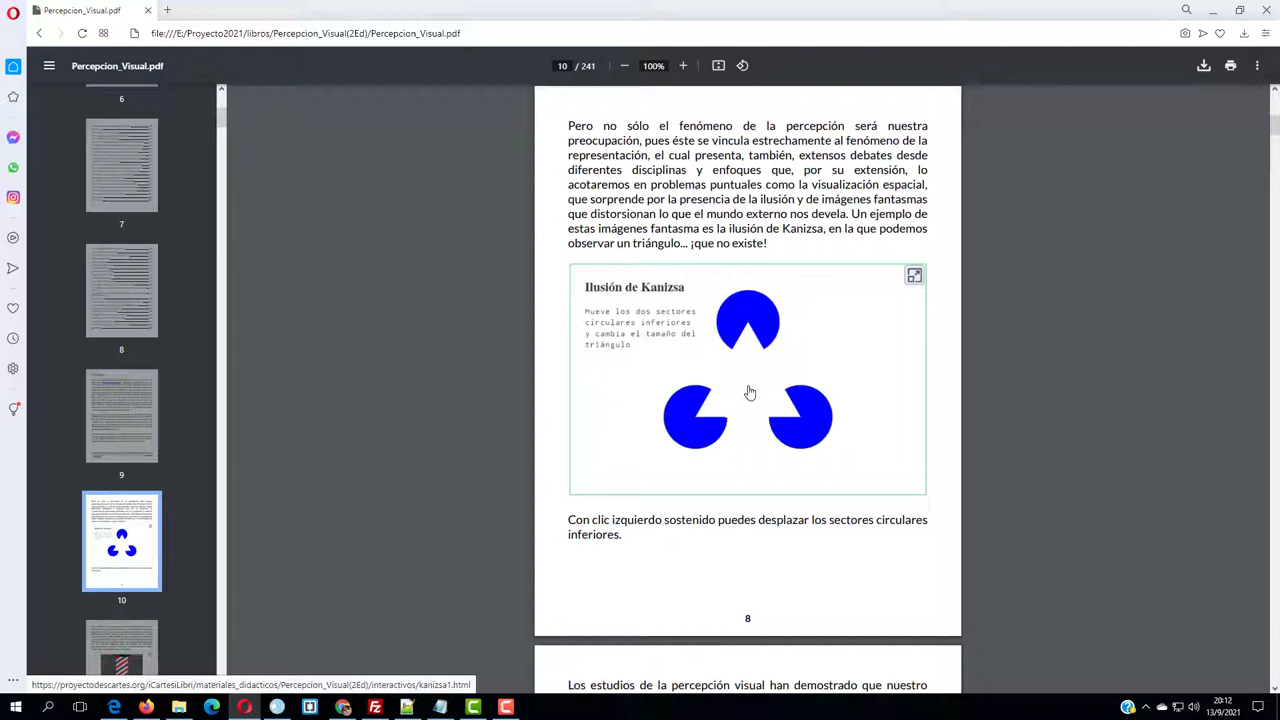 Percepcion_Visual.pdf
file:///E:/Proyecto2021/libros/Percepcion_Visual(2Ed)/Percepcion_Visual.pdf
Percepcion_Visual.pdf
10 / 241
100%
6
7
8
9
10
Pero no sólo el fenómeno de la percepción será nuestra
preocupación, pues éste se vincula estrechamente al fenómeno de la
representación, el cual presenta, también, extensos debates desde
diferentes disciplinas y enfoques que, por su extensión, lo
acotaremos en problemas puntuales como la visualización espacial,
que sorprende por la presencia de la ilusión y de imágenes fantasmas
que distorsionan lo que el mundo externo nos devela. Un ejemplo de
estas imágenes fantasma es la ilusión de Kanizsa, en la que podemos
observar un triángulo... ¡que no existe!
Ilusión de Kanizsa
Mueve los dos sectores
circulares inferiores
y cambia el tamaño del
triángulo
Con clic izquierdo sostenido puedes desplazar los sectores circulares
inferiores.
8
Los estudios de la percepción visual han demostrado que nuestro
https://proyectodescartes.org/iCartesiLibri/materiales_didacticos/Percepcion_Visual(2Ed)/interactivos/kanizsa1.html
20:12
13/9/2021